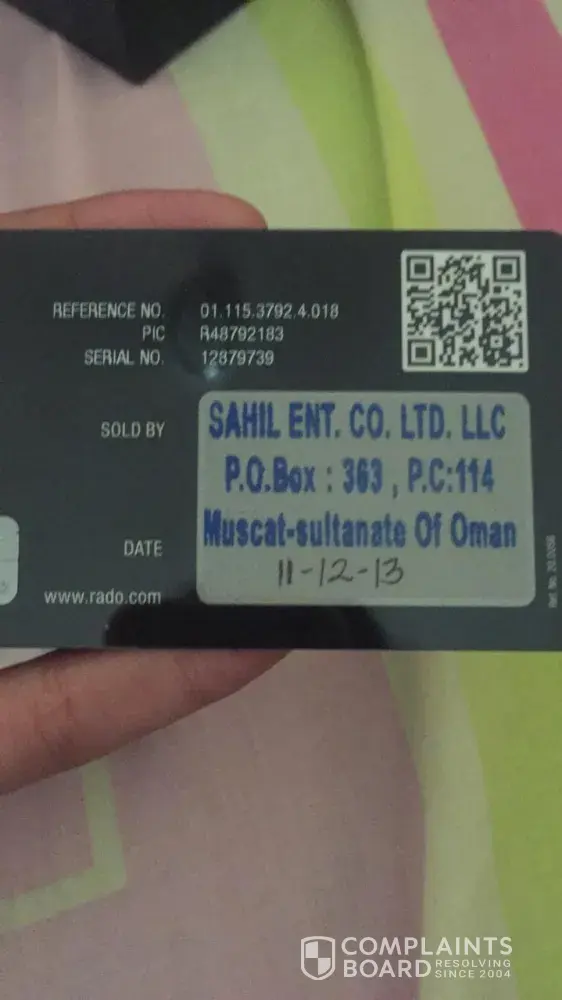 REFERENCE NO. 01.115.3792.4.018
PIC R48792183
SERIAL NO. 12879739
SOLD BY
SAHIL ENT. CO. LTD. LLC
P.O.Box : 363 , P.C:114
Muscat-sultanate Of Oman
DATE 11-12-13
www.rado.com
COMPLAINTS
BOARD RESOLVING
SINCE 2004